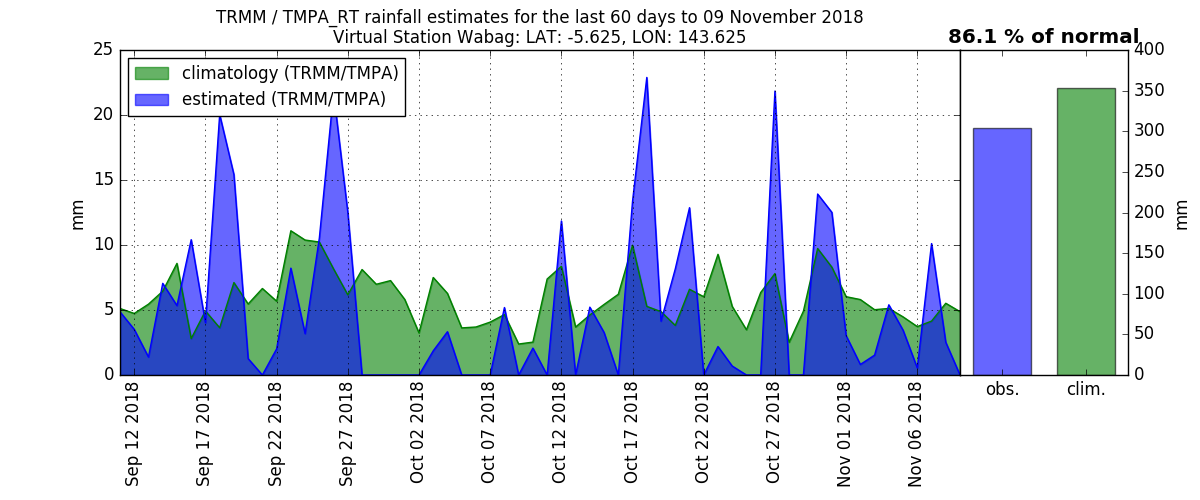 TRMM / TMPA_RT rainfall estimates for the last 60 days to 09 November 2018
Virtual Station Wabag: LAT: -5.625, LON: 143.625
86.1 % of normal
climatology (TRMM/TMPA)
estimated (TRMM/TMPA)
25
20
15
10
5
0
mm
400
350
300
250
200
150
100
50
0
mm
Sep 12 2018
Sep 17 2018
Sep 22 2018
Sep 27 2018
Oct 02 2018
Oct 07 2018
Oct 12 2018
Oct 17 2018
Oct 22 2018
Oct 27 2018
Nov 01 2018
Nov 06 2018
obs.
clim.